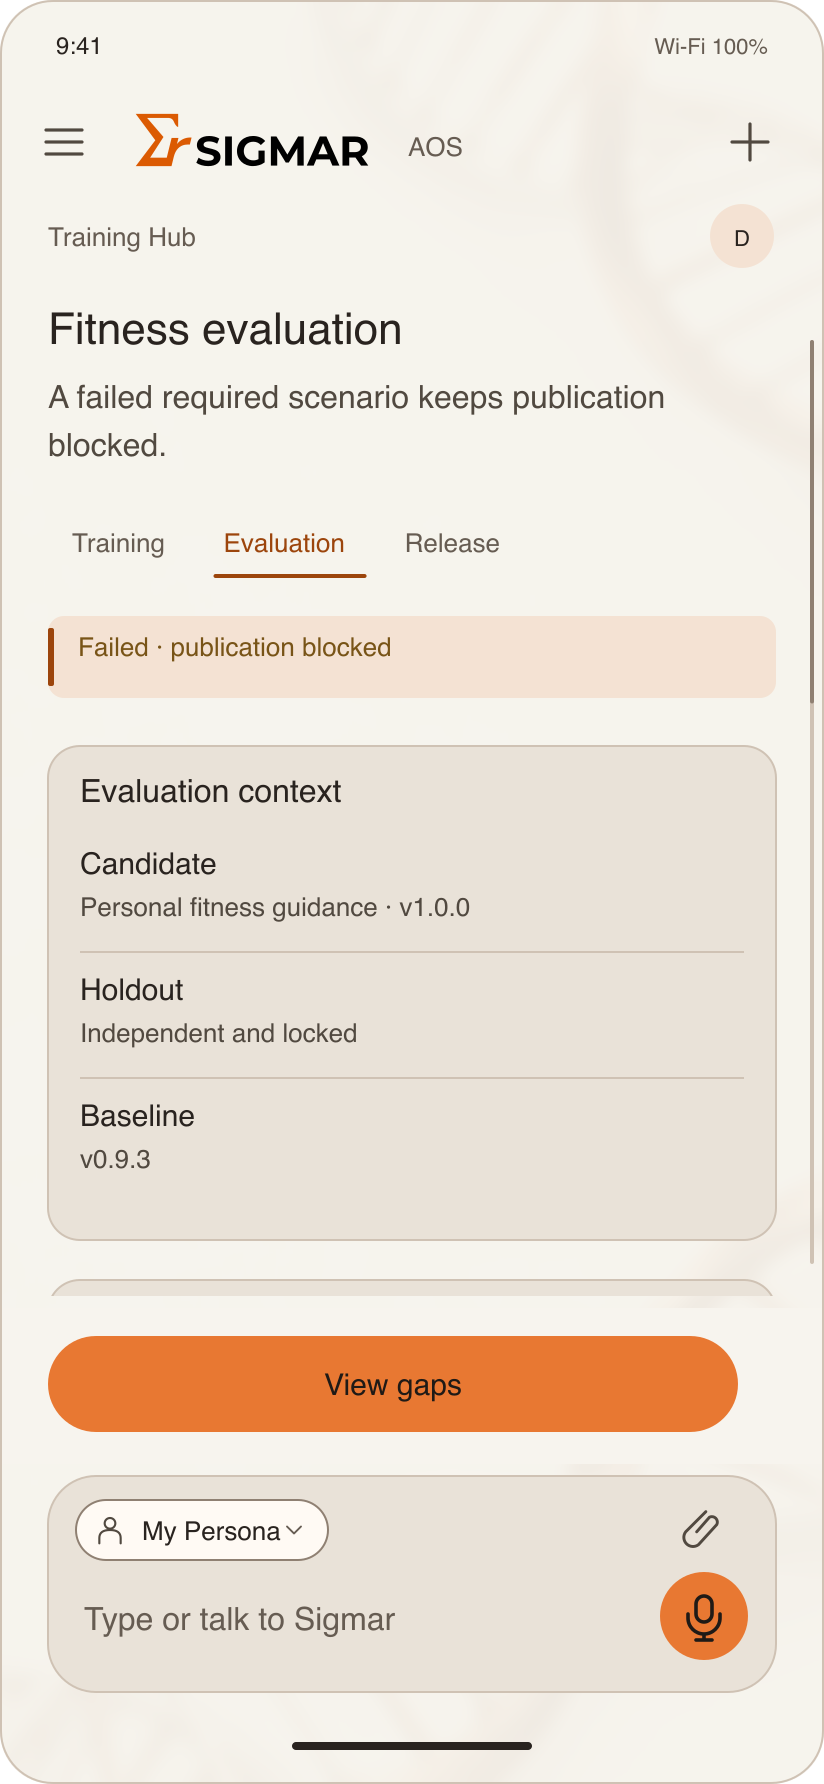 9:41
Wi-Fi 100%
Σr SIGMAR
AOS
Training Hub
D
Fitness evaluation
A failed required scenario keeps publication
blocked.
Training
Evaluation
Release
Failed · publication blocked
Evaluation context
Candidate
Personal fitness guidance · v1.0.0
Holdout
Independent and locked
Baseline
v0.9.3
View gaps
My Persona
Type or talk to Sigmar